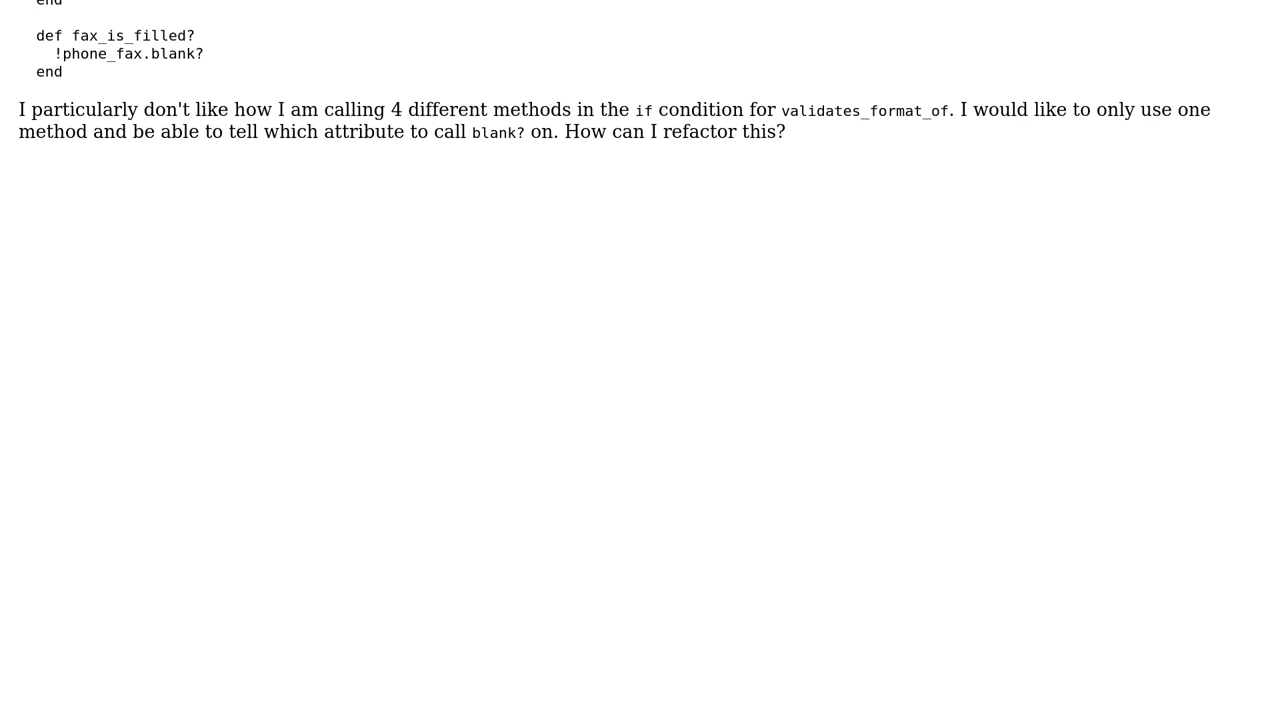 end
def fax_is_filled?
!phone_fax.blank?
end
I particularly don't like how I am calling 4 different methods in the if condition for validates_format_of. I would like to only use one
method and be able to tell which attribute to call blank? on. How can I refactor this?